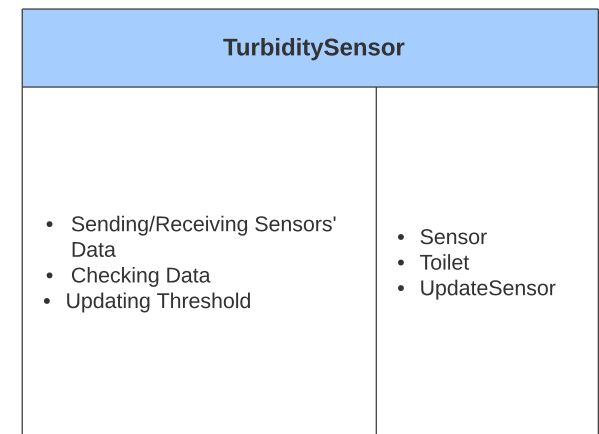 TurbiditySensor
• Sending/Receiving Sensors'
Data
• Checking Data
• Updating Threshold
• Sensor
• Toilet
• UpdateSensor